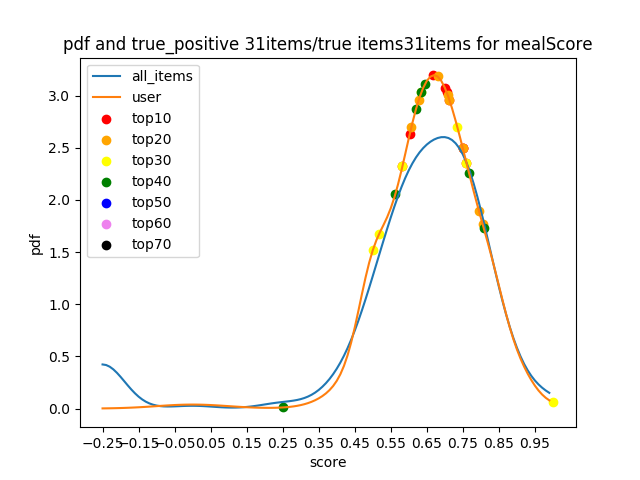 pdf and true_positive 31items/true items31items for mealScore
all_items
user
top10
top20
top30
top40
top50
top60
top70
pdf
3.0
2.5
2.0
1.5
1.0
0.5
0.0
−0.25 −0.15 −0.05 0.05 0.15 0.25 0.35 0.45 0.55 0.65 0.75 0.85 0.95
score